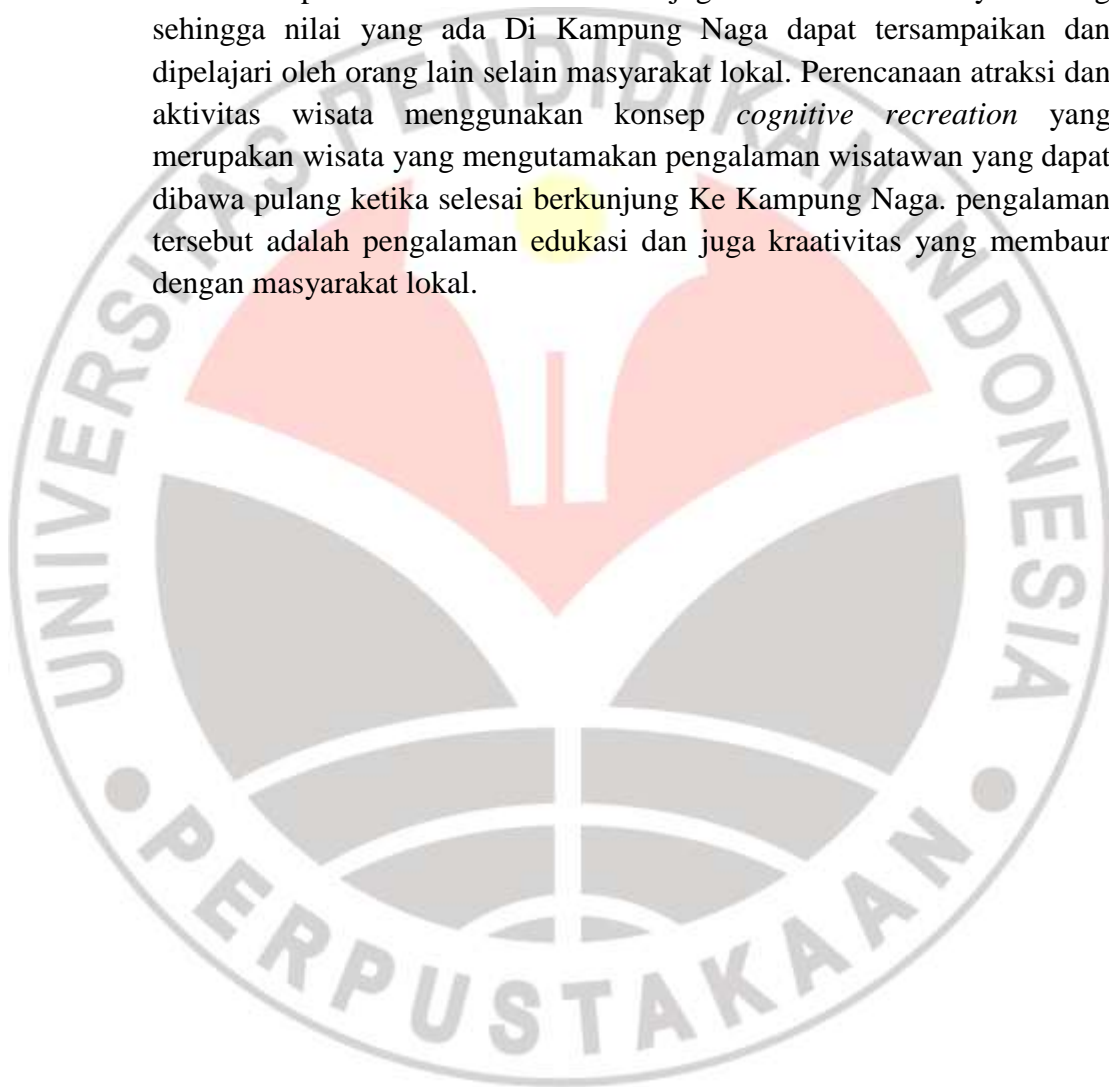 sehingga nilai yang ada Di Kampung Naga dapat tersampaikan dan
dipelajari oleh orang lain selain masyarakat lokal. Perencanaan atraksi dan
aktivitas wisata menggunakan konsep cognitive recreation yang
merupakan wisata yang mengutamakan pengalaman wisatawan yang dapat
dibawa pulang ketika selesai berkunjung Ke Kampung Naga. pengalaman
tersebut adalah pengalaman edukasi dan juga kraativitas yang membaur
dengan masyarakat lokal.
UNIVERSITAS PENDIDIKAN INDONESIA
PERPUSTAKAAN